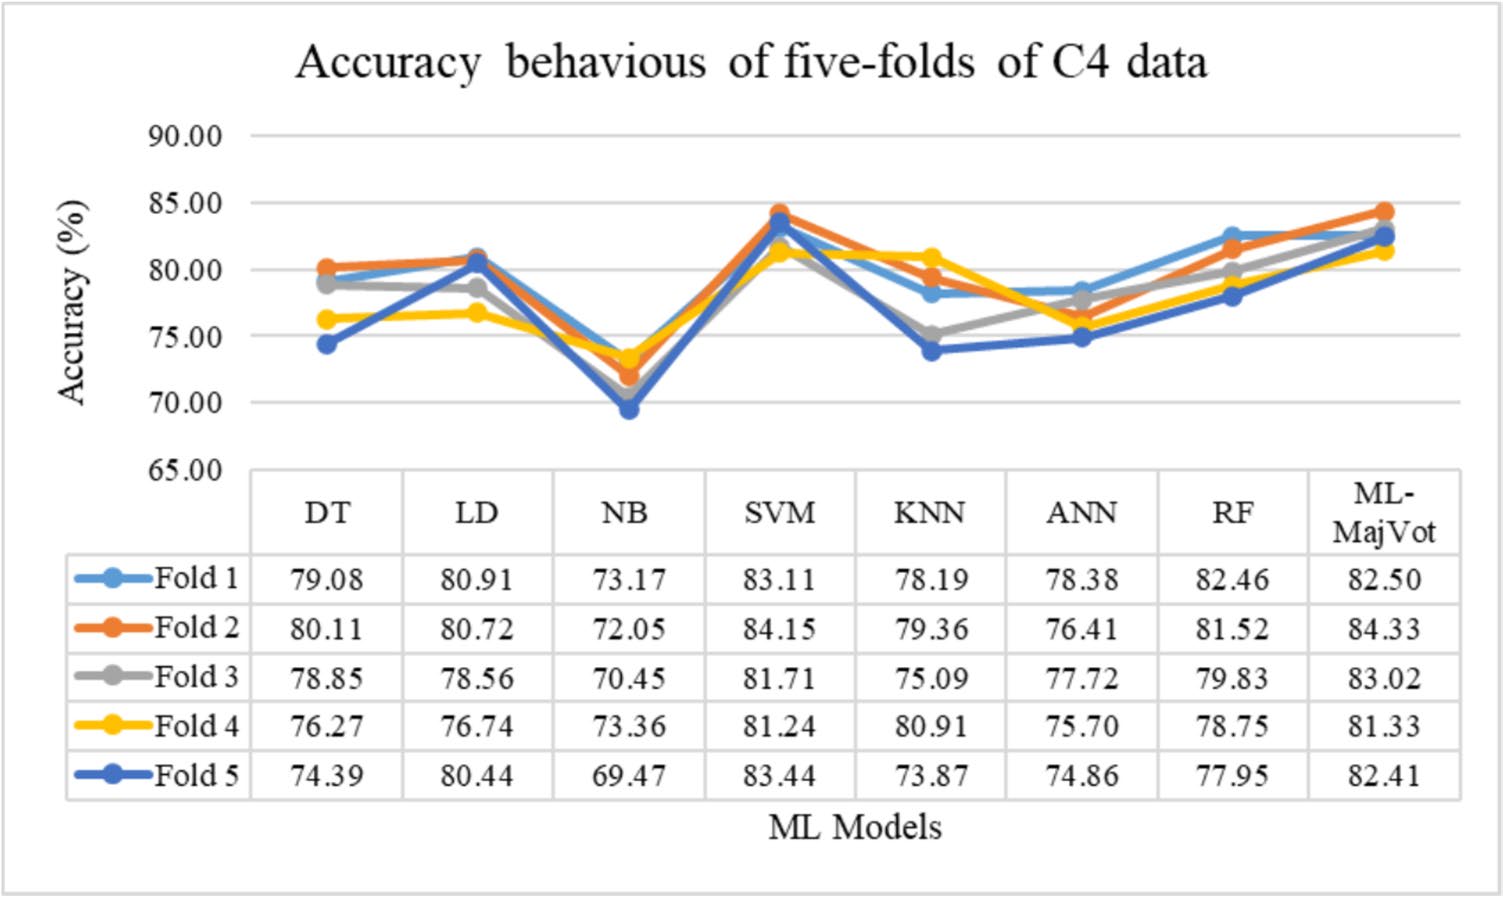 Accuracy behavious of five-folds of C4 data
90.00
85.00
80.00
75.00
70.00
65.00
Accuracy (%)
DT LD NB SVM KNN ANN RF ML-
MajVot
Fold 1 79.08 80.91 73.17 83.11 78.19 78.38 82.46 82.50
Fold 2 80.11 80.72 72.05 84.15 79.36 76.41 81.52 84.33
Fold 3 78.85 78.56 70.45 81.71 75.09 77.72 79.83 83.02
Fold 4 76.27 76.74 73.36 81.24 80.91 75.70 78.75 81.33
Fold 5 74.39 80.44 69.47 83.44 73.87 74.86 77.95 82.41
ML Models